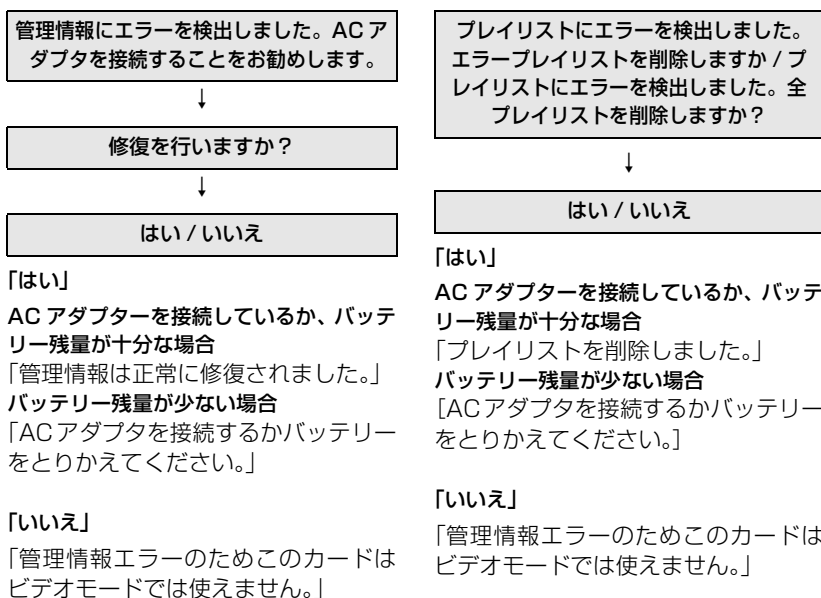 管理情報にエラーを検出しました。AC ア
ダプタを接続することをお勧めします。
↓
修復を行いますか？
↓
はい / いいえ
「はい」
AC アダプターを接続しているか、バッテ
リー残量が十分な場合
「管理情報は正常に修復されました。」
バッテリー残量が少ない場合
「ACアダプタを接続するかバッテリー
をとりかえてください。」
「いいえ」
「管理情報エラーのためこのカードは
ビデオモードでは使えません。」
プレイリストにエラーを検出しました。
エラープレイリストを削除しますか / プ
レイリストにエラーを検出しました。全
プレイリストを削除しますか？
↓
はい / いいえ
「はい」
AC アダプターを接続しているか、バッテ
リー残量が十分な場合
「プレイリストを削除しました。」
バッテリー残量が少ない場合
[ACアダプタを接続するかバッテリー
をとりかえてください。]
「いいえ」
「管理情報エラーのためこのカードは
ビデオモードでは使えません。」